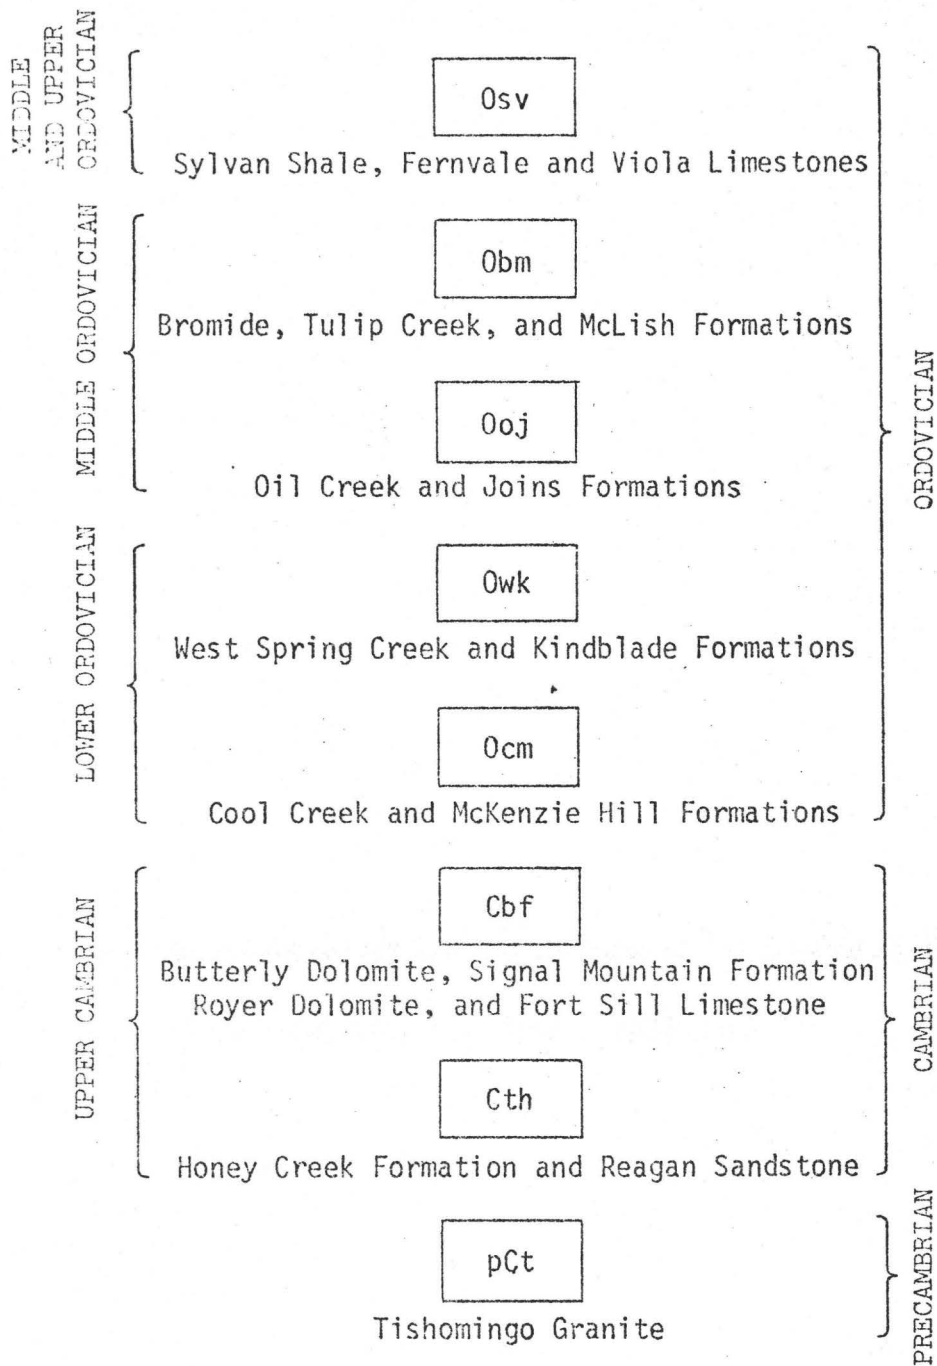 MIDDLE
AND UPPER
ORDOVICIAN
Osv
Sylvan Shale, Fernvale and Viola Limestones
MIDDLE ORDOVICIAN
Obm
Bromide, Tulip Creek, and McLish Formations
Ooj
Oil Creek and Joins Formations
ORDOVICIAN
LOWER ORDOVICIAN
Owk
West Spring Creek and Kindblade Formations
Ocm
Cool Creek and McKenzie Hill Formations
UPPER CAMBRIAN
Cbf
Butterly Dolomite, Signal Mountain Formation
Royer Dolomite, and Fort Sill Limestone
CAMBRIAN
Cth
Honey Creek Formation and Reagan Sandstone
pCt
Tishomingo Granite
PRECAMBRIAN